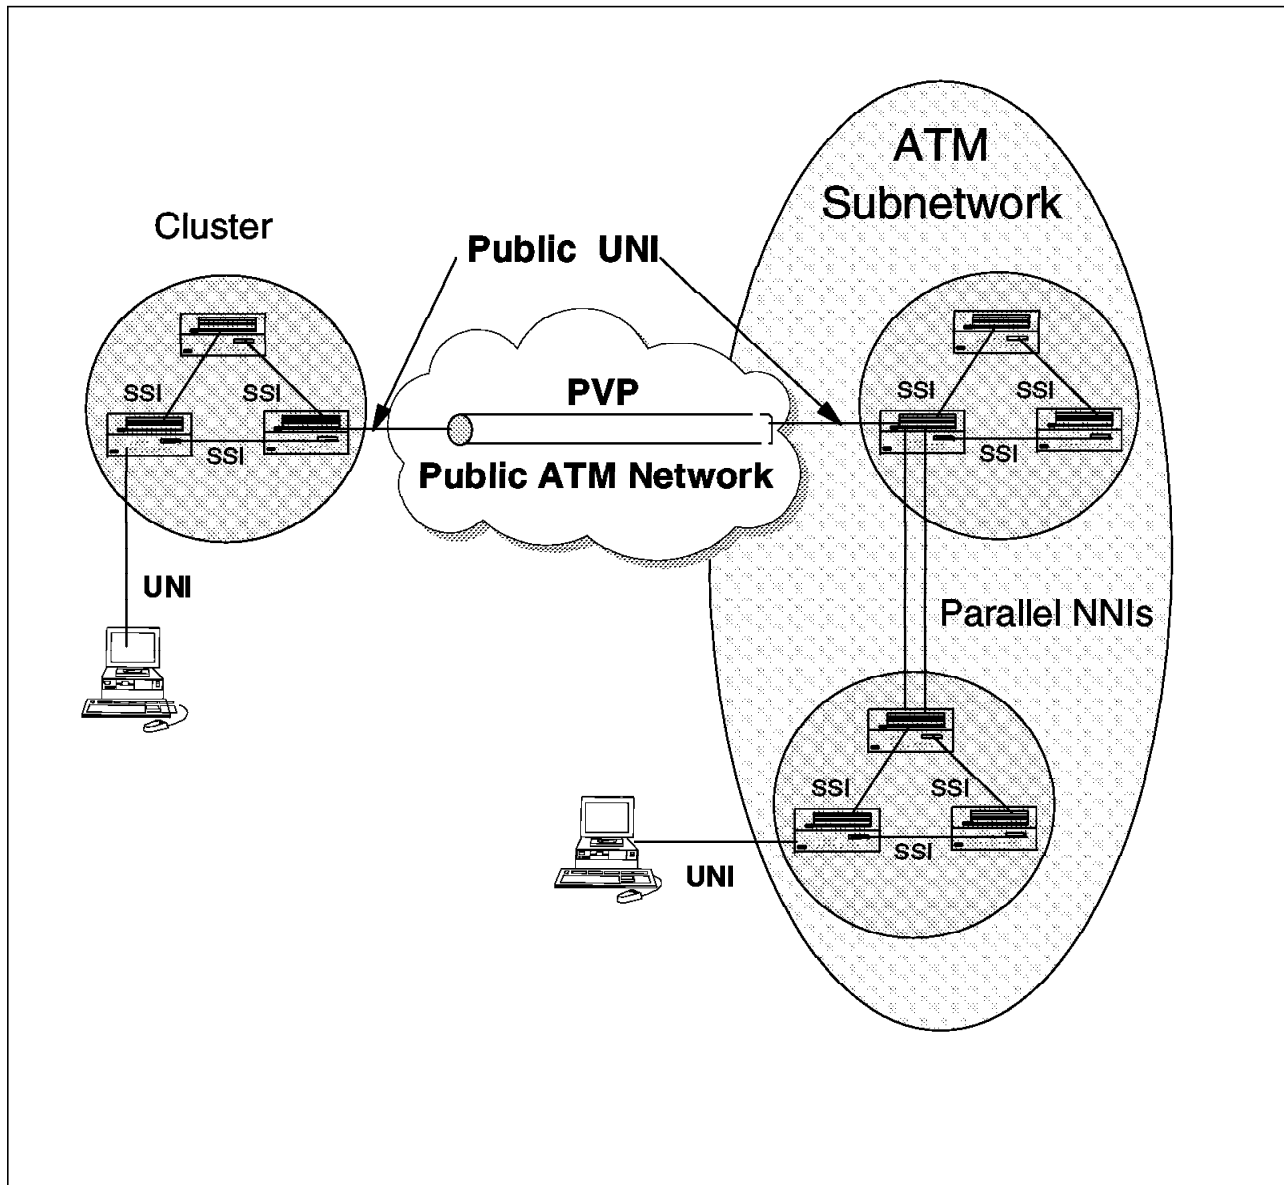 ATM
Subnetwork
Cluster
Public UNI
SSI
SSI
SSI
PVP
Public ATM Network
SSI
SSI
SSI
UNI
Parallel NNIs
SSI
SSI
SSI
UNI